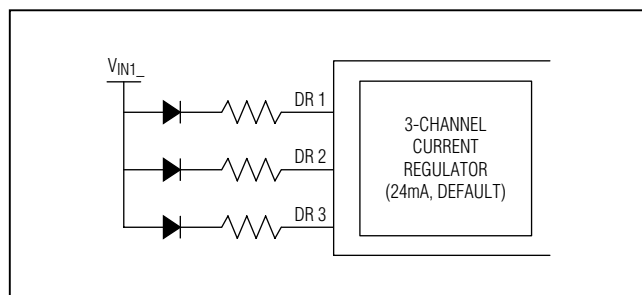 VIN1_
DR 1
DR 2
DR 3
3-CHANNEL
CURRENT
REGULATOR
(24mA, DEFAULT)